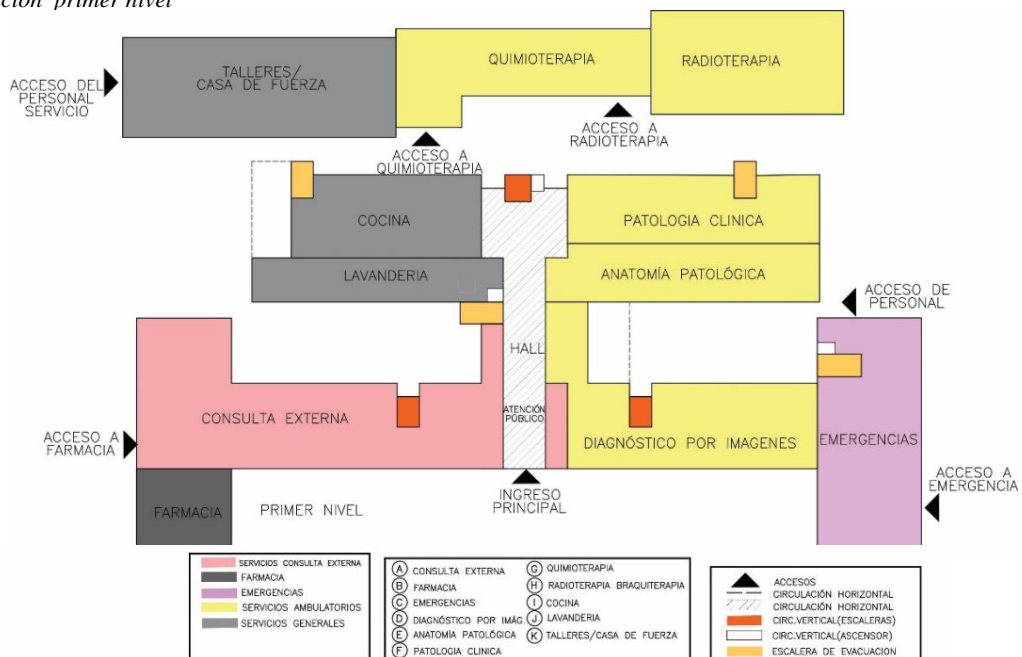 ción primer nivel
TALLERES/
CASA DE FUERZA
QUIMIOTERAPIA
RADIOTERAPIA
ACCESO DEL
PERSONAL
SERVICIO
ACCESO A
QUIMIOTERAPIA
ACCESO A
RADIOTERAPIA
COCINA
PATOLOGIA CLINICA
LAVANDERIA
ANATOMÍA PATOLÓGICA
ACCESO DE
PERSONAL
HALL
CONSULTA EXTERNA
ATENCIÓN
PÚBLICO
DIAGNÓSTICO POR IMAGENES
EMERGENCIAS
ACCESO A
FARMACIA
ACCESO A
EMERGENCIA
INGRESO
PRINCIPAL
FARMACIA
PRIMER NIVEL
SERVICIOS CONSULTA EXTERNA
FARMACIA
EMERGENCIAS
SERVICIOS AMBULATORIOS
SERVICIOS GENERALES
A CONSULTA EXTERNA
B FARMACIA
C EMERGENCIAS
D DIAGNÓSTICO POR IMÁG.
E ANATOMÍA PATOLÓGICA
F PATOLOGIA CLINICA
G QUIMIOTERAPIA
H RADIOTERAPIA BRAQUITERAPIA
I COCINA
J LAVANDERIA
K TALLERES/CASA DE FUERZA
ACCESOS
CIRCULACIÓN HORIZONTAL
CIRCULACIÓN HORIZONTAL
CIRC.VERTICAL(ESCALERAS)
CIRC.VERTICAL(ASCENSOR)
ESCALERA DE EVACUACION